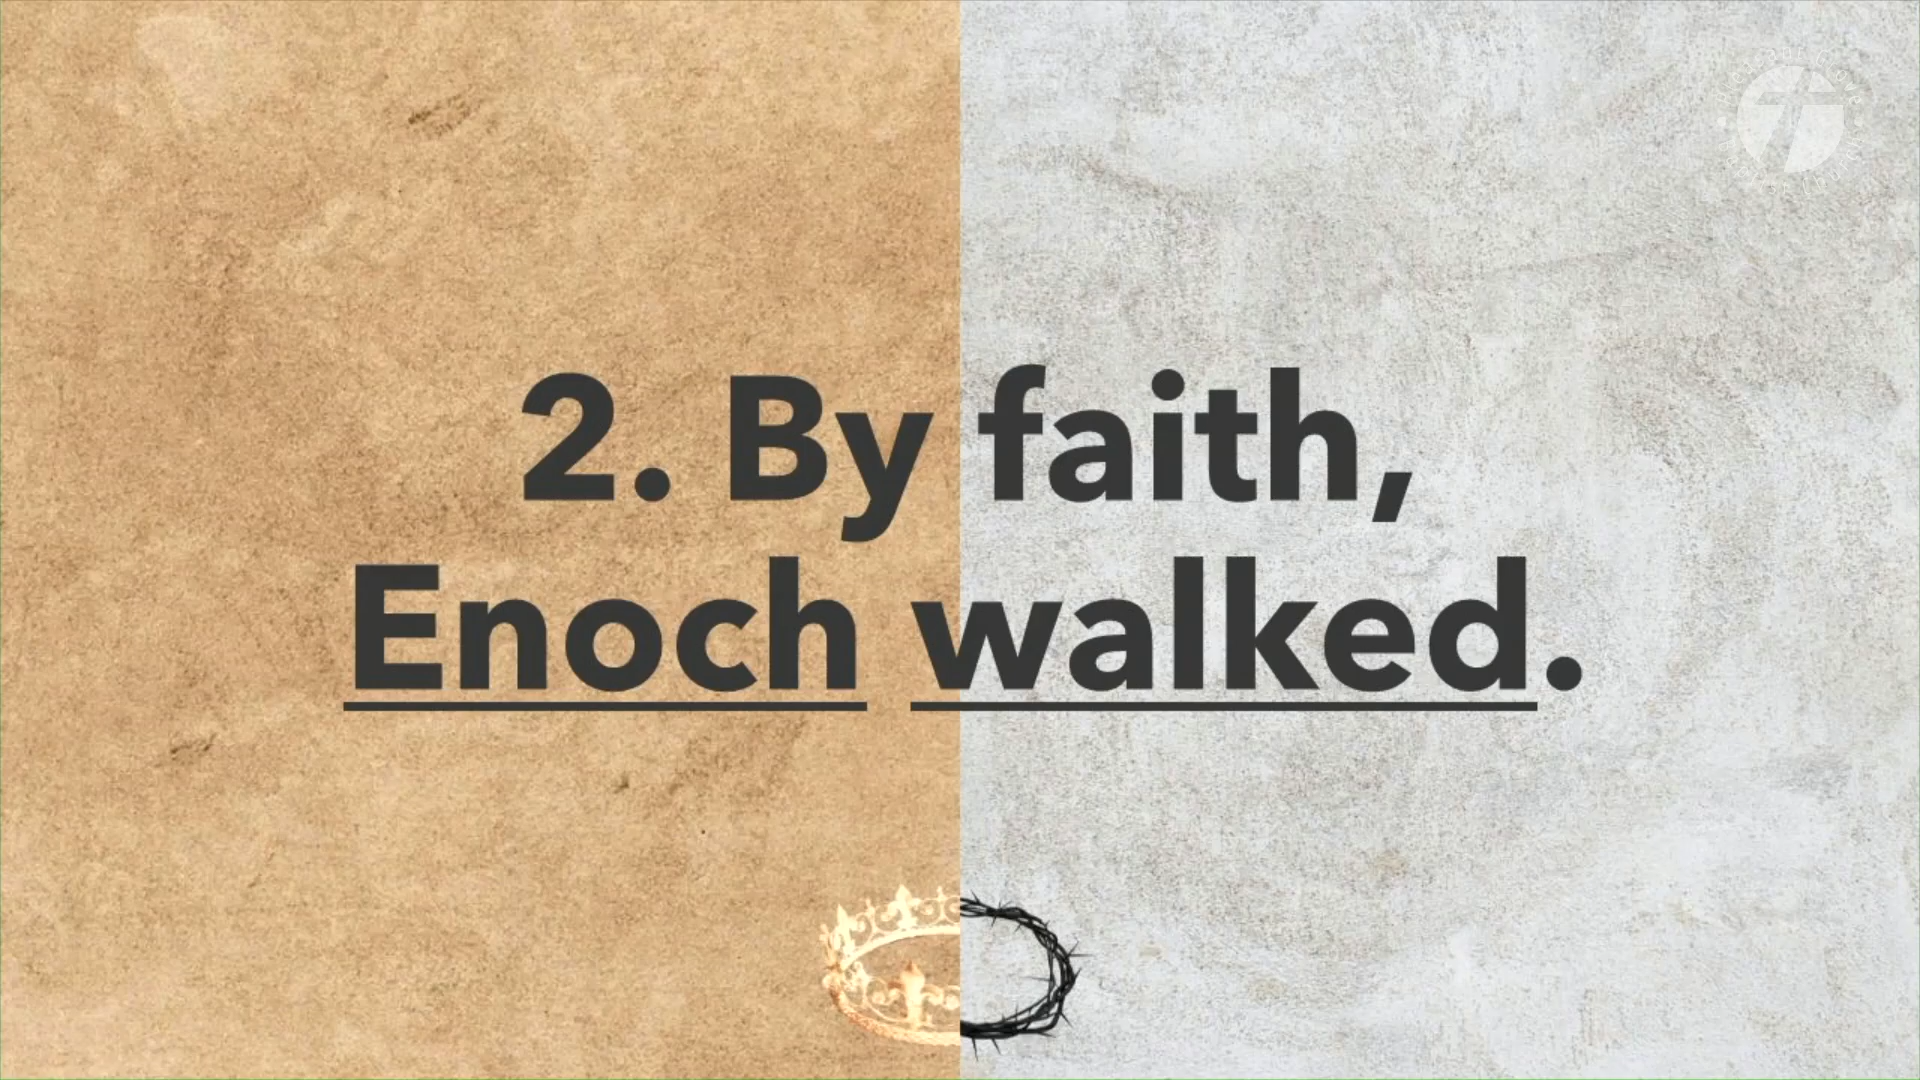 2. By faith,
Enoch walked.